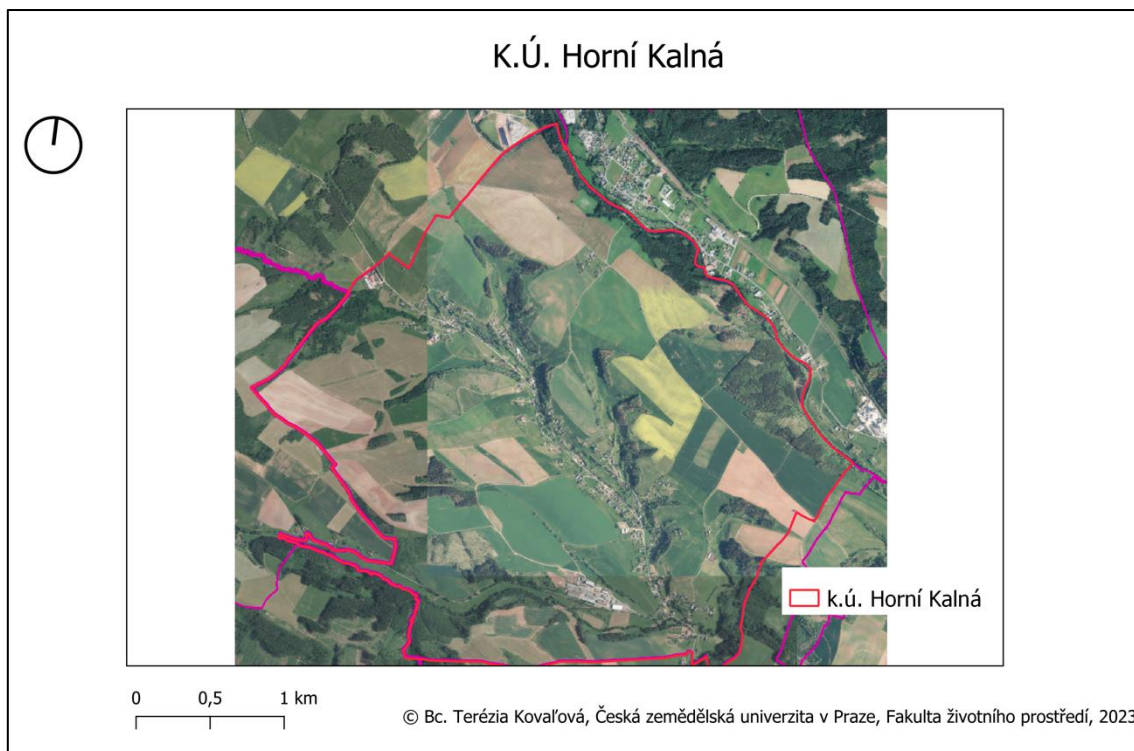 K.Ú. Horní Kalná
k.ú. Horní Kalná
0 0,5 1 km
© Bc. Terézia Kovaľová, Česká zemědělská univerzita v Praze, Fakulta životního prostředí, 2023